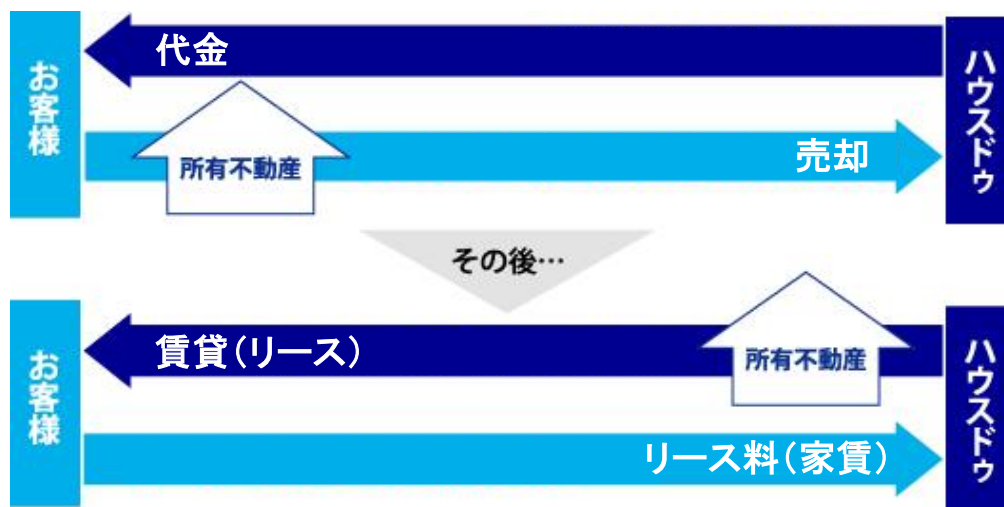 代金
お客様
ハウスドゥ
所有不動産
売却
その後…
賃貸（リース）
お客様
ハウスドゥ
所有不動産
リース料（家賃）